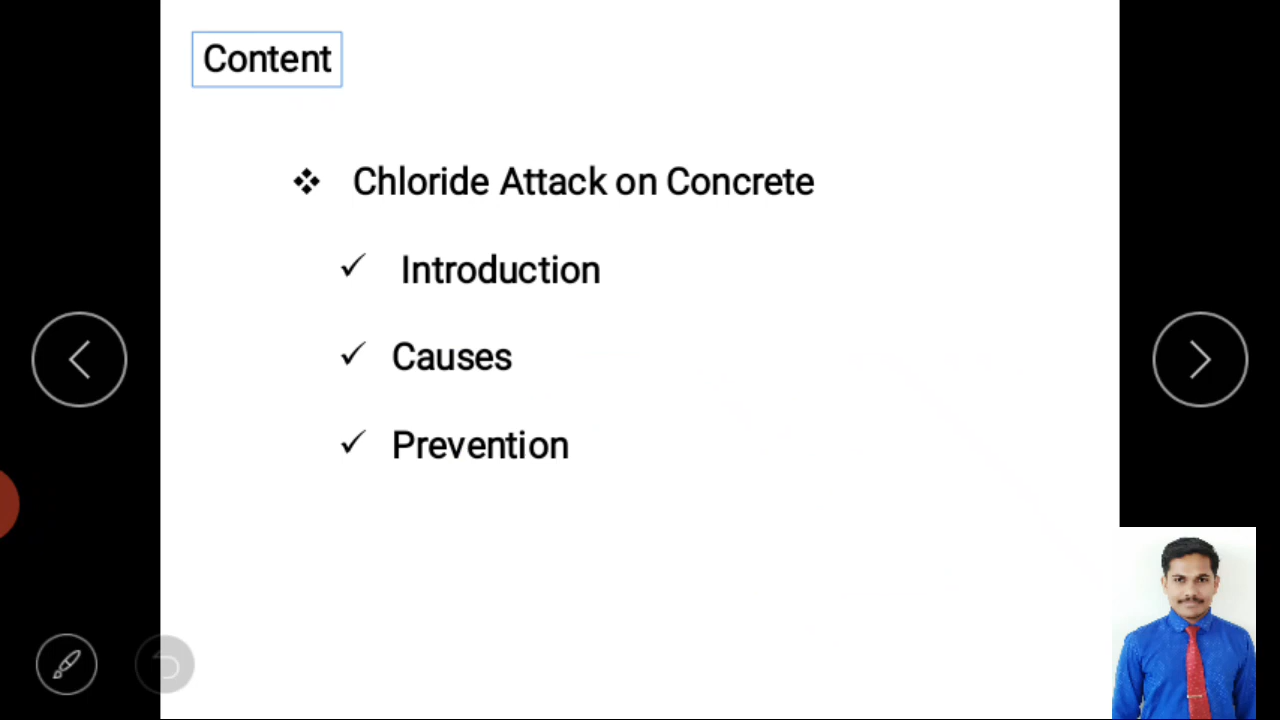 Content
Chloride Attack on Concrete
Introduction
Causes
Prevention